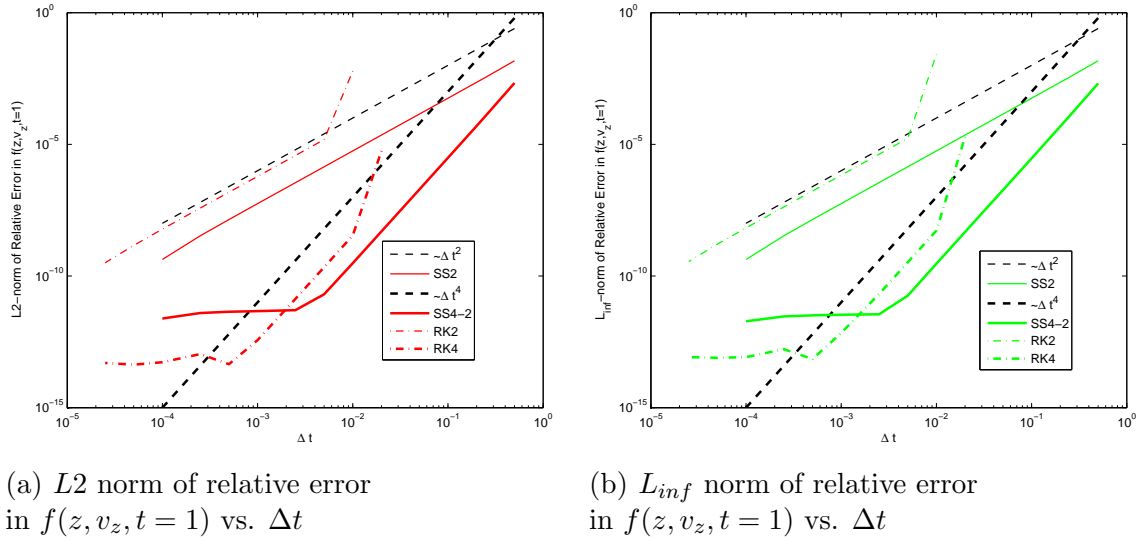 10^0
10^-5
10^-10
10^-15
L2-norm of Relative Error in f(z,v_z,t=1)
~Δ t^2
SS2
~Δ t^4
SS4-2
RK2
RK4
10^-5
10^-4
10^-3
10^-2
10^-1
10^0
Δ t
10^0
10^-5
10^-10
10^-15
L_inf-norm of Relative Error in f(z,v_z,t=1)
~Δ t^2
SS2
~Δ t^4
SS4-2
RK2
RK4
10^-5
10^-4
10^-3
10^-2
10^-1
10^0
Δ t
(a) L2 norm of relative error
in f(z, v_z, t = 1) vs. Δt
(b) L_inf norm of relative error
in f(z, v_z, t = 1) vs. Δt